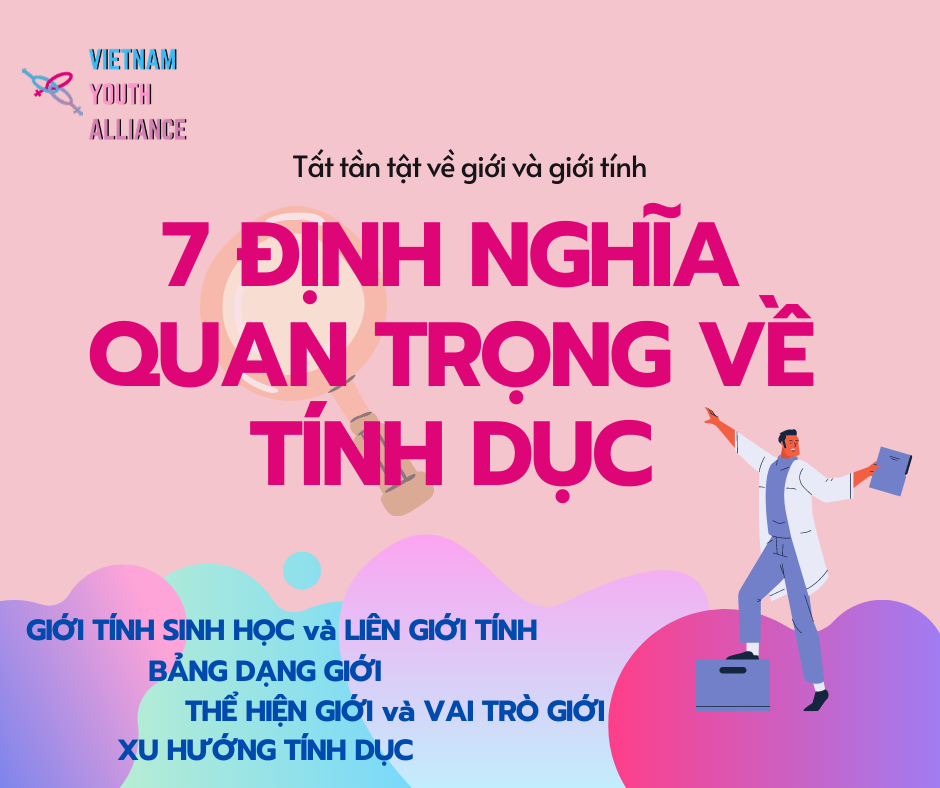 VIETNAM
YOUTH
ALLIANCE
Tất tần tật về giới và giới tính
7 ĐỊNH NGHĨA
QUAN TRỌNG VỀ
TÍNH DỤC
GIỚI TÍNH SINH HỌC và LIÊN GIỚI TÍNH
BẢNG DẠNG GIỚI
THỂ HIỆN GIỚI và VAI TRÒ GIỚI
XU HƯỚNG TÍNH DỤC